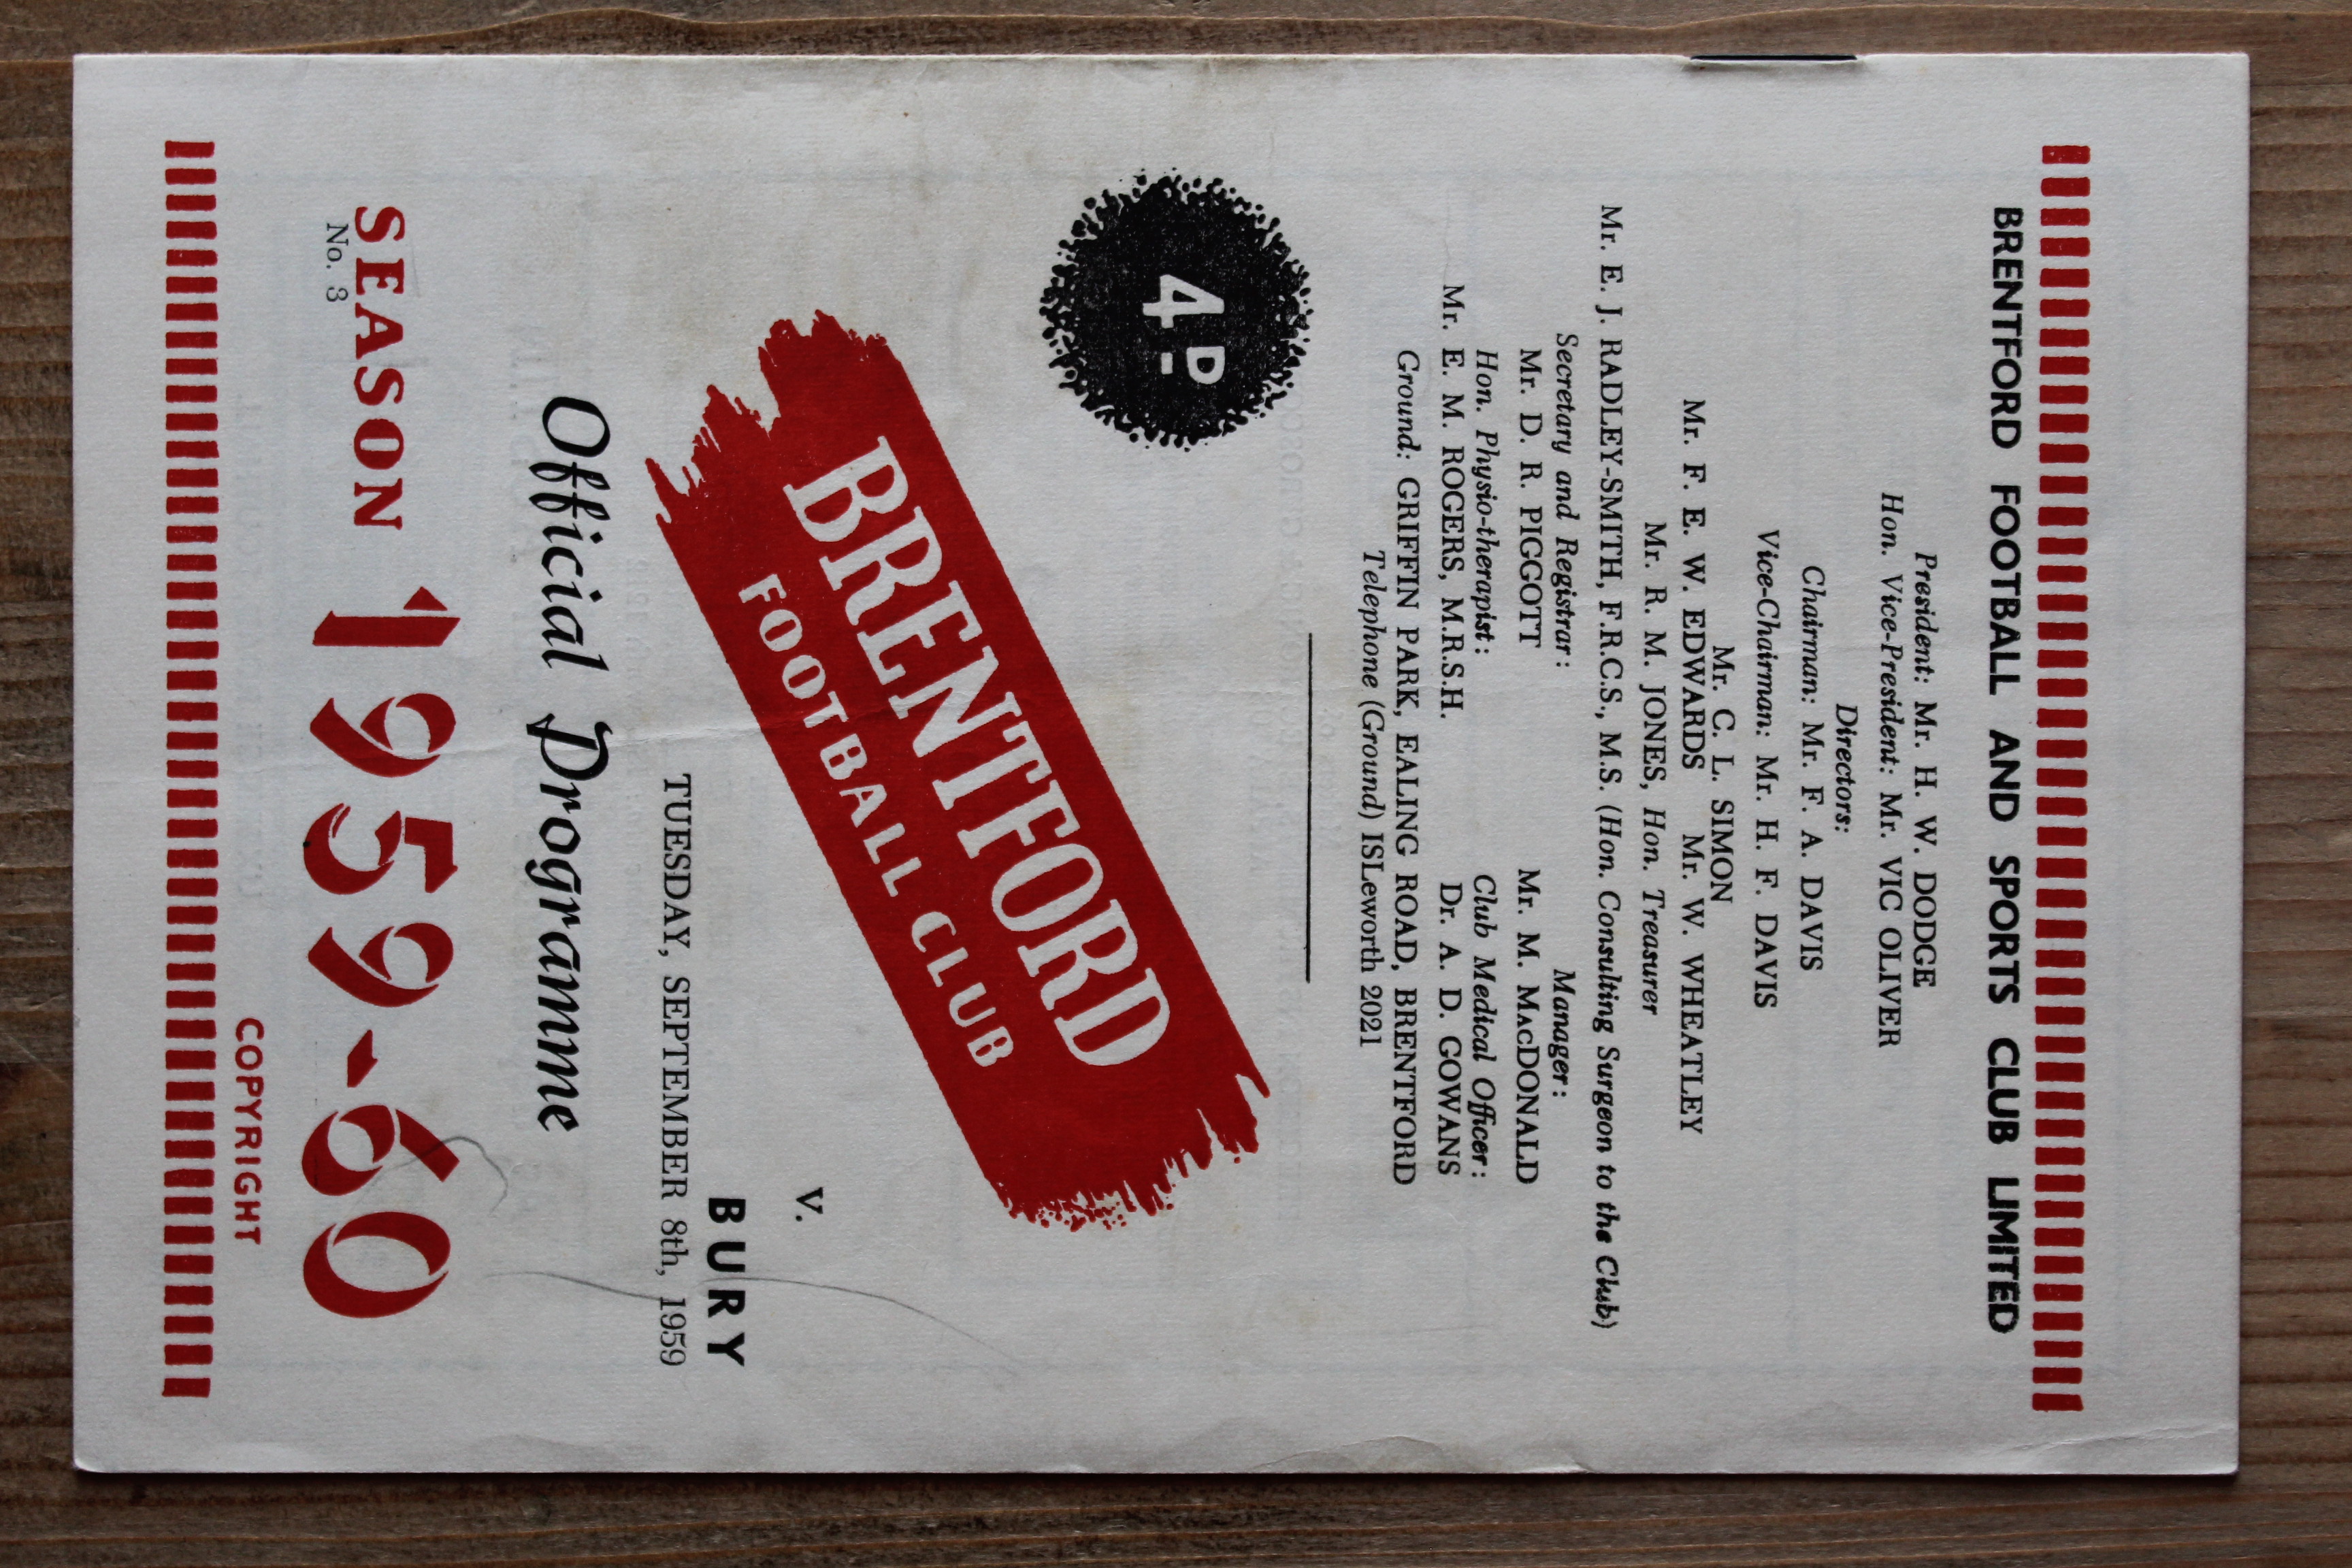 BRENTFORD FOOTBALL AND SPORTS CLUB LIMITED
President: Mr. H. W. DODGE
Hon. Vice-President: Mr. VIC OLIVER
Directors:
Chairman: Mr. F. A. DAVIS
Vice-Chairman: Mr. H. F. DAVIS
Mr. C. L. SIMON
Mr. F. E. W. EDWARDS Mr. W. WHEATLEY
Mr. R. M. JONES, Hon. Treasurer
Mr. E. J. RADLEY-SMITH, F.R.C.S., M.S. (Hon. Consulting Surgeon to the Club)
Secretary and Registrar: Manager:
Mr. D. R. PIGGOTT Mr. M. MacDONALD
Hon. Physio-therapist: Club Medical Officer:
Mr. E. M. ROGERS, M.R.S.H. Dr. A. D. GOWANS
Ground: GRIFFIN PARK, EALING ROAD, BRENTFORD
Telephone (Ground) ISLeworth 2021
4D
BRENTFORD
FOOTBALL CLUB
v.
BURY
TUESDAY, SEPTEMBER 8th, 1959
Official Programme
SEASON 1959-60
No. 3
COPYRIGHT